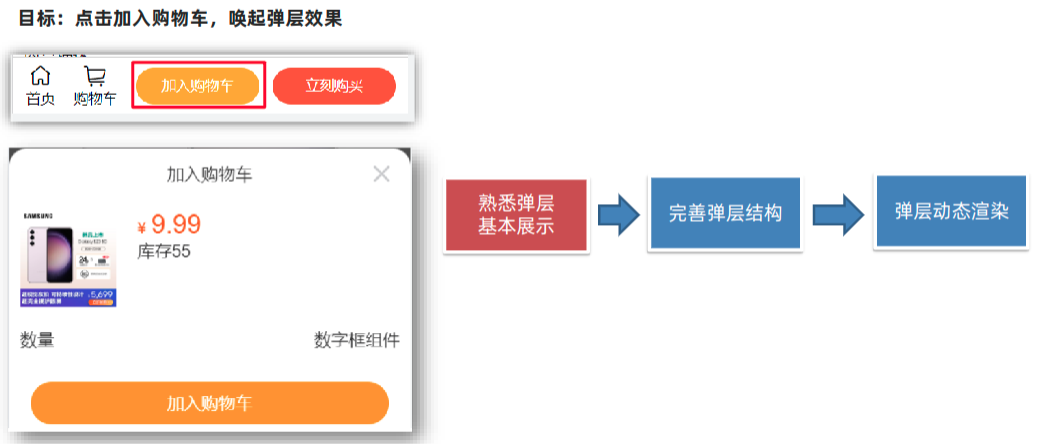 目标：点击加入购物车，唤起弹层效果
首页
购物车
加入购物车
立刻购买
加入购物车
SAMSUNG
¥ 9.99
库存55
5,699
数量
数字框组件
加入购物车
熟悉弹层
基本展示
完善弹层结构
弹层动态渲染